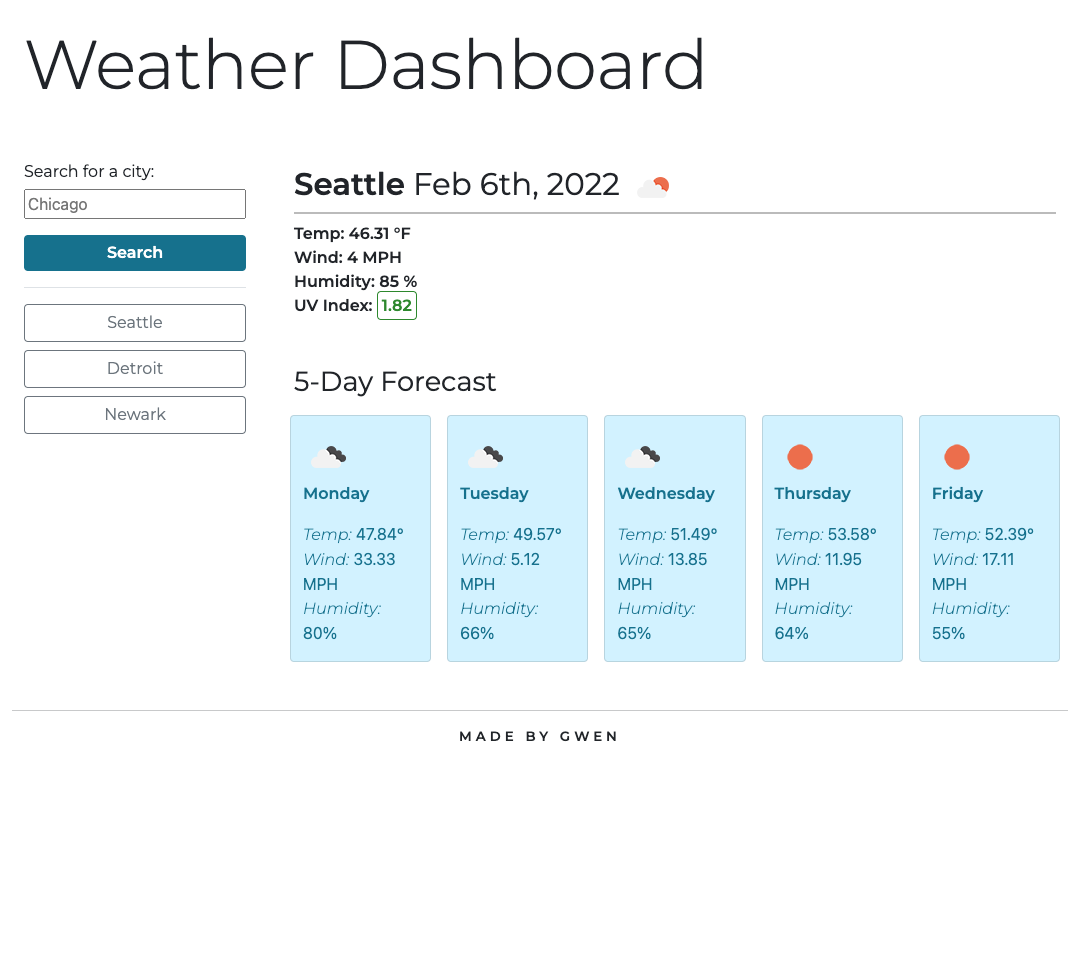 Weather Dashboard
Search for a city:
Chicago
Search
Seattle
Detroit
Newark
Seattle Feb 6th, 2022
Temp: 46.31 °F
Wind: 4 MPH
Humidity: 85 %
UV Index: 1.82
5-Day Forecast
Monday
Temp: 47.84°
Wind: 33.33
MPH
Humidity:
80%
Tuesday
Temp: 49.57°
Wind: 5.12
MPH
Humidity:
66%
Wednesday
Temp: 51.49°
Wind: 13.85
MPH
Humidity:
65%
Thursday
Temp: 53.58°
Wind: 11.95
MPH
Humidity:
64%
Friday
Temp: 52.39°
Wind: 17.11
MPH
Humidity:
55%
MADE BY GWEN